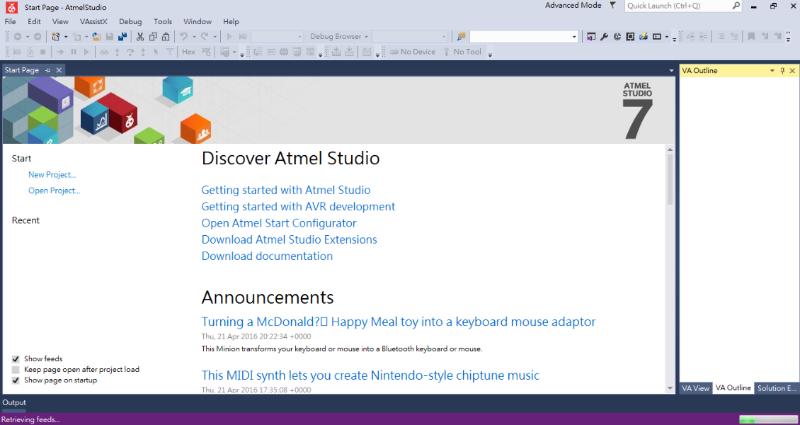 Start Page - AtmelStudio
Advanced Mode
Quick Launch (Ctrl+Q)
File Edit View VAssistX Debug Tools Window Help
Debug Browser
Hex
No Device
No Tool
Start Page
VA Outline
ATMEL
STUDIO
7
Start
New Project...
Open Project...
Recent
Discover Atmel Studio
Getting started with Atmel Studio
Getting started with AVR development
Open Atmel Start Configurator
Download Atmel Studio Extensions
Download documentation
Announcements
Turning a McDonald?▯ Happy Meal toy into a keyboard mouse adaptor
Thu, 21 Apr 2016 20:22:34 +0000
This Minion transforms your keyboard or mouse into a Bluetooth keyboard or mouse.
This MIDI synth lets you create Nintendo-style chiptune music
Thu, 21 Apr 2016 17:35:08 +0000
Show feeds
Keep page open after project load
Show page on startup
VA View
VA Outline
Solution E...
Output
Retrieving feeds...